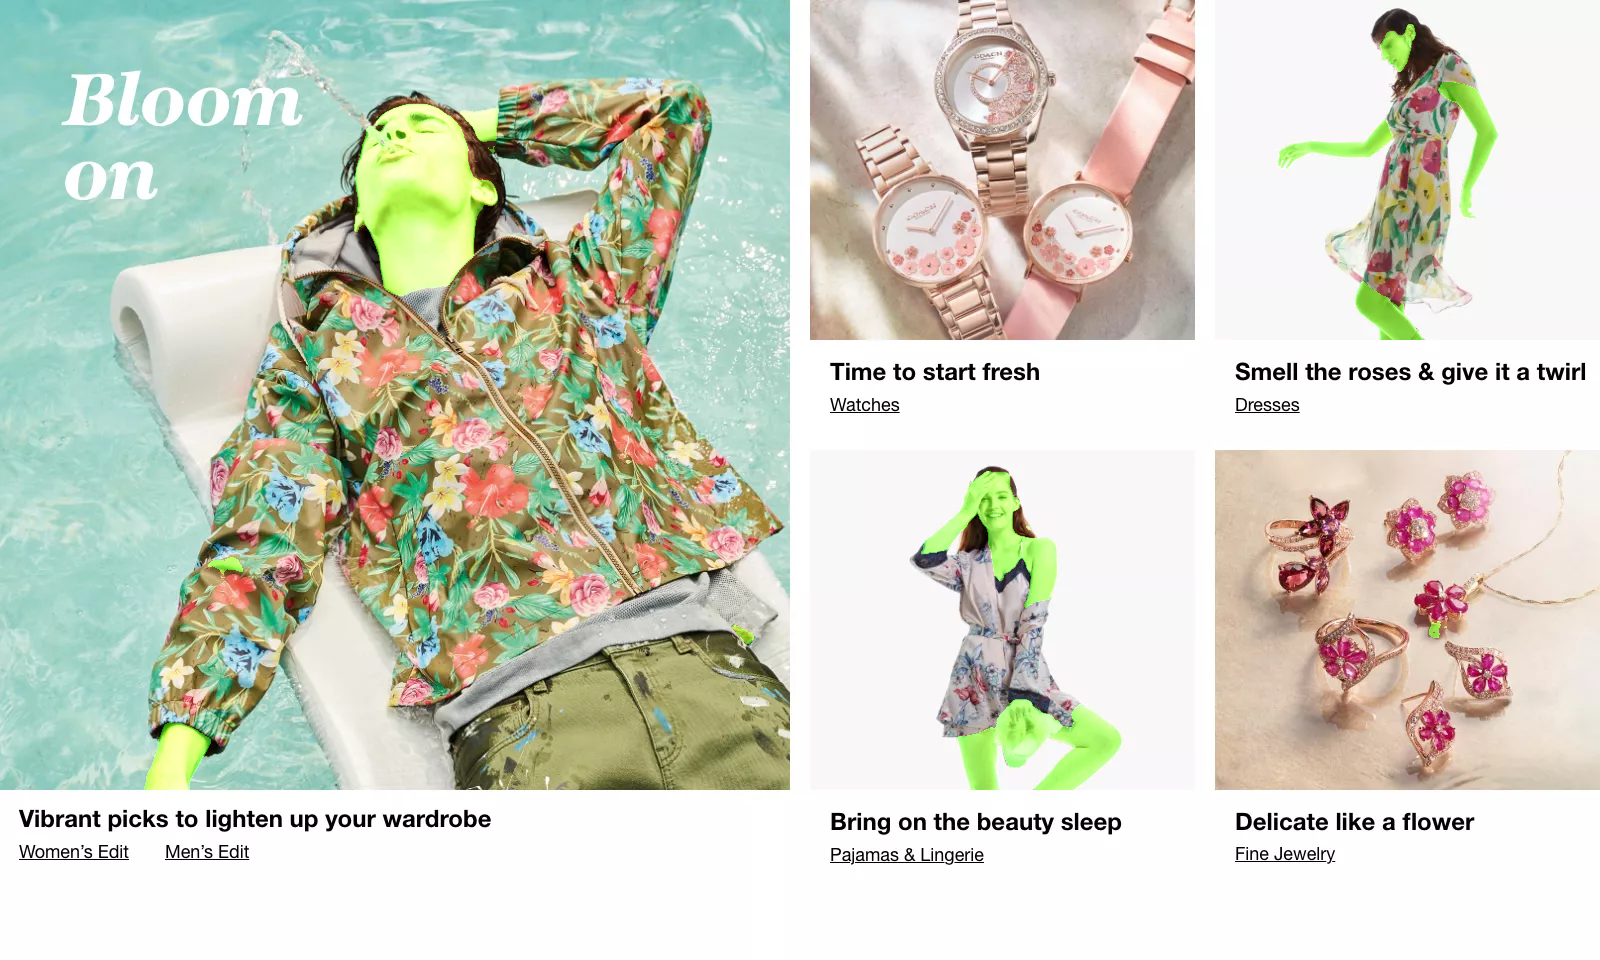 Bloom
on
COACH
COACH
COACH
Time to start fresh
Watches
Smell the roses & give it a twirl
Dresses
Vibrant picks to lighten up your wardrobe
Women’s Edit Men’s Edit
Bring on the beauty sleep
Pajamas & Lingerie
Delicate like a flower
Fine Jewelry